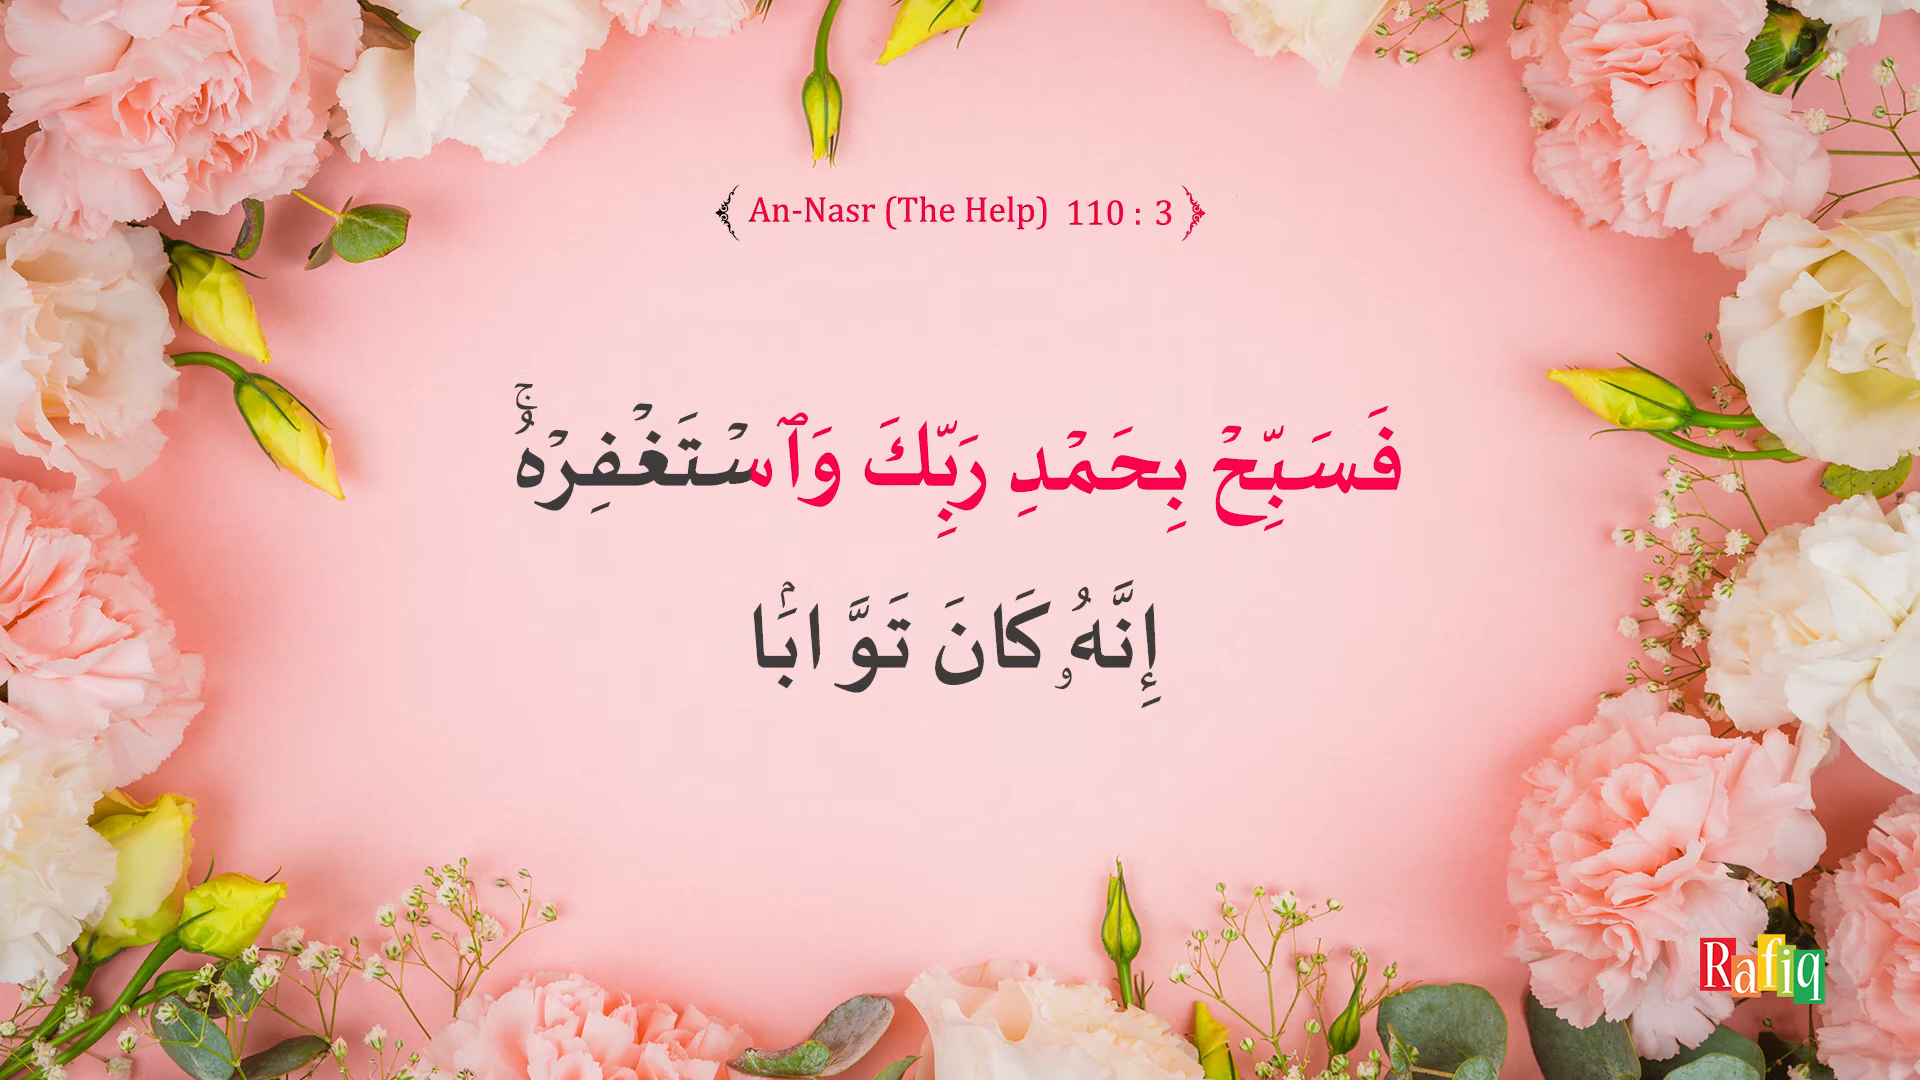 An-Nasr (The Help) 110 : 3
فَسَبِّحْ بِحَمْدِ رَبِّكَ وَٱسْتَغْفِرْهُۚ
إِنَّهُۥ كَانَ تَوَّابَۢا
Rafiq